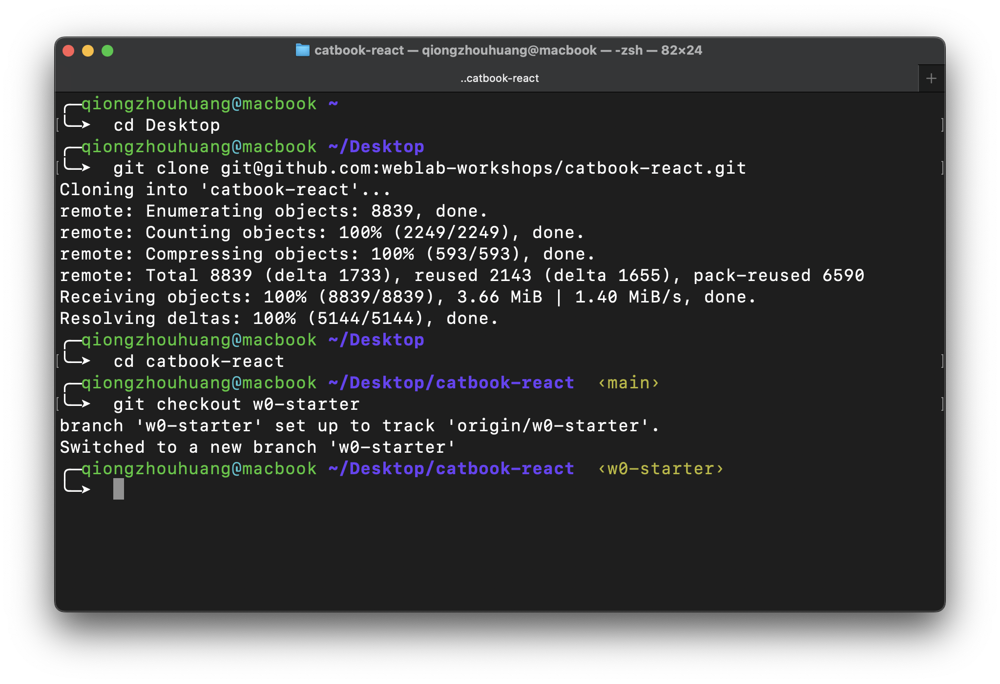 catbook-react — qiongzhouhuang@macbook — -zsh — 82×24
..catbook-react
╭─qiongzhouhuang@macbook ~
╰─➤  cd Desktop
╭─qiongzhouhuang@macbook ~/Desktop
╰─➤  git clone git@github.com:weblab-workshops/catbook-react.git
Cloning into 'catbook-react'...
remote: Enumerating objects: 8839, done.
remote: Counting objects: 100% (2249/2249), done.
remote: Compressing objects: 100% (593/593), done.
remote: Total 8839 (delta 1733), reused 2143 (delta 1655), pack-reused 6590
Receiving objects: 100% (8839/8839), 3.66 MiB | 1.40 MiB/s, done.
Resolving deltas: 100% (5144/5144), done.
╭─qiongzhouhuang@macbook ~/Desktop
╰─➤  cd catbook-react
╭─qiongzhouhuang@macbook ~/Desktop/catbook-react  ‹main›
╰─➤  git checkout w0-starter
branch 'w0-starter' set up to track 'origin/w0-starter'.
Switched to a new branch 'w0-starter'
╭─qiongzhouhuang@macbook ~/Desktop/catbook-react  ‹w0-starter›
╰─➤